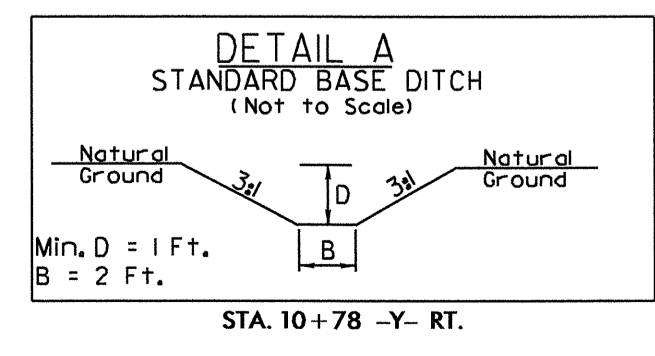 DETAIL A
STANDARD BASE DITCH
(Not to Scale)
Natural
Ground
3:1
D
3:1
Natural
Ground
Min. D = 1 Ft.
B = 2 Ft.
B
STA. 10+78 -Y- RT.